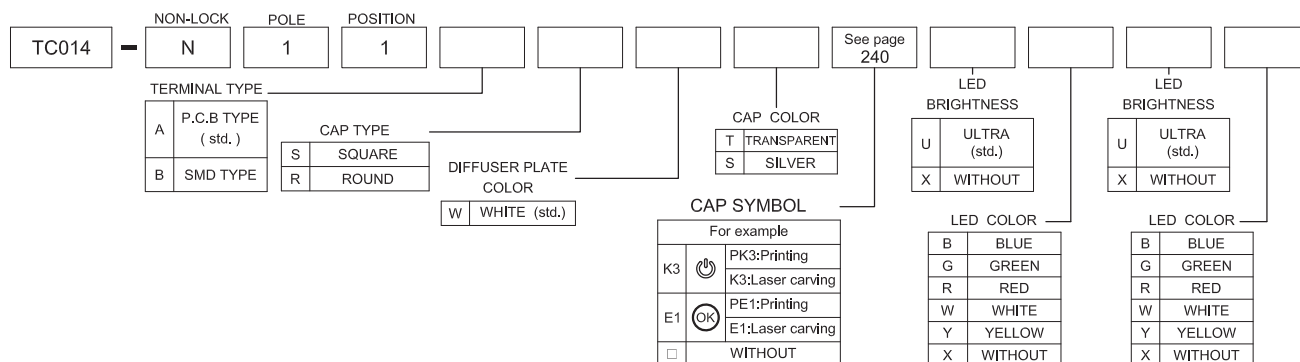 NON-LOCK POLE POSITION
TC014 - N 1 1 See page
240
TERMINAL TYPE
A P.C.B TYPE
( std. )
B SMD TYPE
CAP TYPE
S SQUARE
R ROUND
DIFFUSER PLATE
COLOR
W WHITE (std.)
CAP COLOR
T TRANSPARENT
S SILVER
CAP SYMBOL
For example
K3 PK3:Printing
K3:Laser carving
E1 OK PE1:Printing
E1:Laser carving
□ WITHOUT
LED
BRIGHTNESS
U ULTRA
(std.)
X WITHOUT
LED COLOR
B BLUE
G GREEN
R RED
W WHITE
Y YELLOW
X WITHOUT
LED
BRIGHTNESS
U ULTRA
(std.)
X WITHOUT
LED COLOR
B BLUE
G GREEN
R RED
W WHITE
Y YELLOW
X WITHOUT